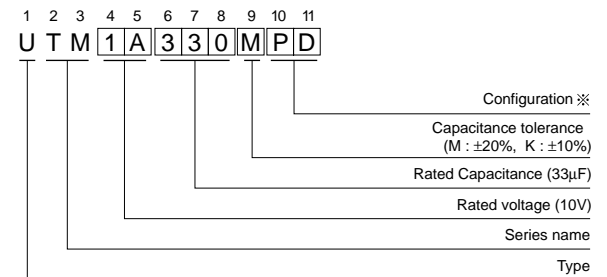 1 2 3 4 5 6 7 8 9 10 11
U T M 1 A 3 3 0 M P D
Configuration ※
Capacitance tolerance
(M : ±20%, K : ±10%)
Rated Capacitance (33µF)
Rated voltage (10V)
Series name
Type